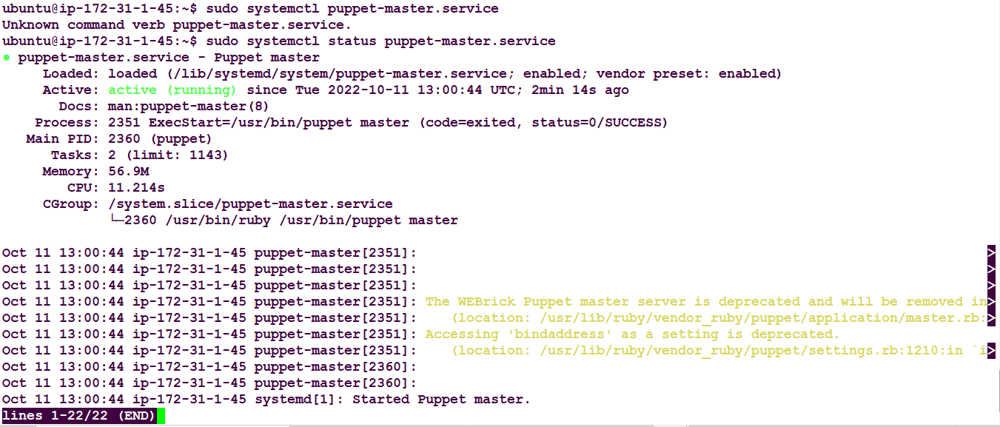 ubuntu@ip-172-31-1-45:~$ sudo systemctl puppet-master.service
Unknown command verb puppet-master.service.
ubuntu@ip-172-31-1-45:~$ sudo systemctl status puppet-master.service
● puppet-master.service - Puppet master
     Loaded: loaded (/lib/systemd/system/puppet-master.service; enabled; vendor preset: enabled)
     Active: active (running) since Tue 2022-10-11 13:00:44 UTC; 2min 14s ago
       Docs: man:puppet-master(8)
    Process: 2351 ExecStart=/usr/bin/puppet master (code=exited, status=0/SUCCESS)
   Main PID: 2360 (puppet)
      Tasks: 2 (limit: 1143)
     Memory: 56.9M
        CPU: 11.214s
     CGroup: /system.slice/puppet-master.service
             └─2360 /usr/bin/ruby /usr/bin/puppet master

Oct 11 13:00:44 ip-172-31-1-45 puppet-master[2351]: >
Oct 11 13:00:44 ip-172-31-1-45 puppet-master[2351]: >
Oct 11 13:00:44 ip-172-31-1-45 puppet-master[2351]: >
Oct 11 13:00:44 ip-172-31-1-45 puppet-master[2351]: The WEBrick Puppet master server is deprecated and will be removed in>
Oct 11 13:00:44 ip-172-31-1-45 puppet-master[2351]:    (location: /usr/lib/ruby/vendor_ruby/puppet/application/master.rb:>
Oct 11 13:00:44 ip-172-31-1-45 puppet-master[2351]: Accessing 'bindaddress' as a setting is deprecated.
Oct 11 13:00:44 ip-172-31-1-45 puppet-master[2351]:    (location: /usr/lib/ruby/vendor_ruby/puppet/settings.rb:1210:in `i>
Oct 11 13:00:44 ip-172-31-1-45 puppet-master[2360]:
Oct 11 13:00:44 ip-172-31-1-45 puppet-master[2360]:
Oct 11 13:00:44 ip-172-31-1-45 systemd[1]: Started Puppet master.
lines 1-22/22 (END)